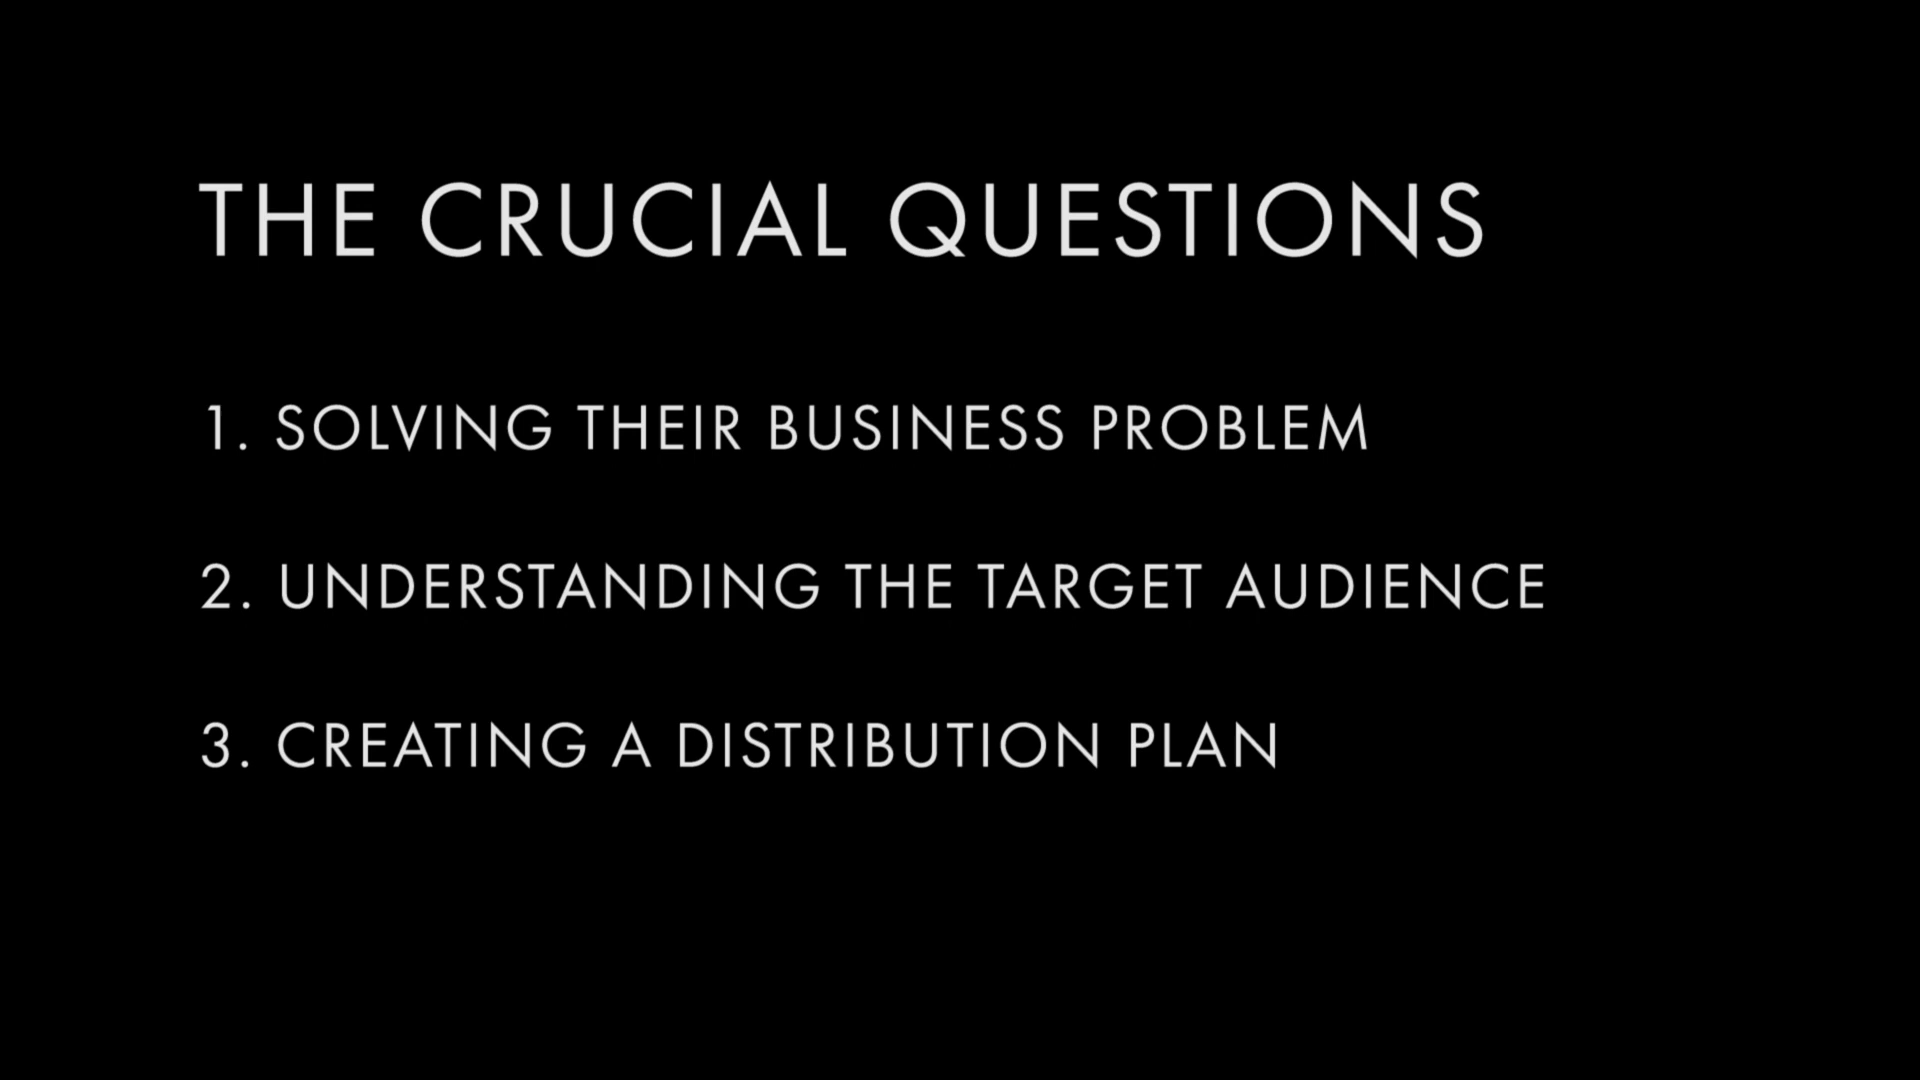 THE CRUCIAL QUESTIONS
1. SOLVING THEIR BUSINESS PROBLEM
2. UNDERSTANDING THE TARGET AUDIENCE
3. CREATING A DISTRIBUTION PLAN